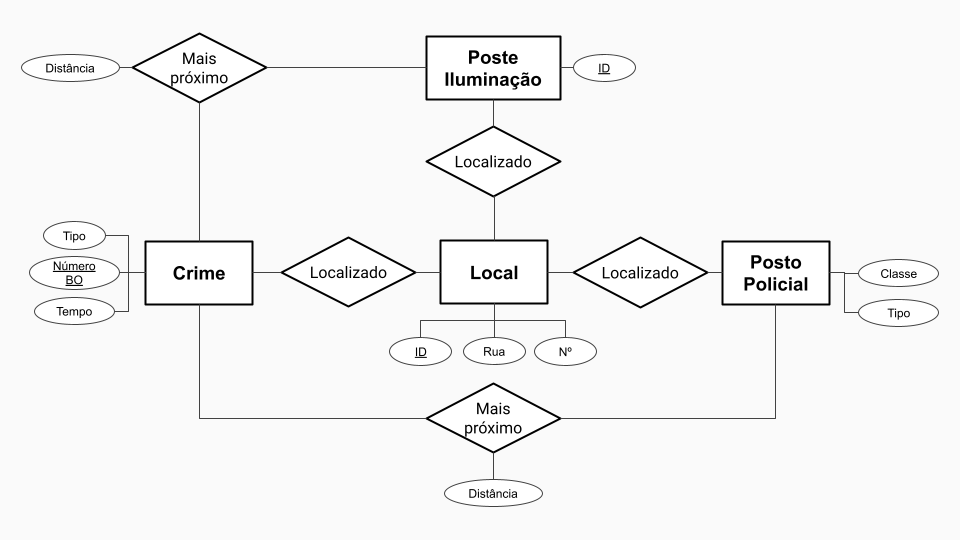 Distância
Mais
próximo
Poste
Iluminação
ID
Localizado
Tipo
Número
BO
Tempo
Crime
Localizado
Local
Localizado
Posto
Policial
Classe
Tipo
ID
Rua
Nº
Mais
próximo
Distância